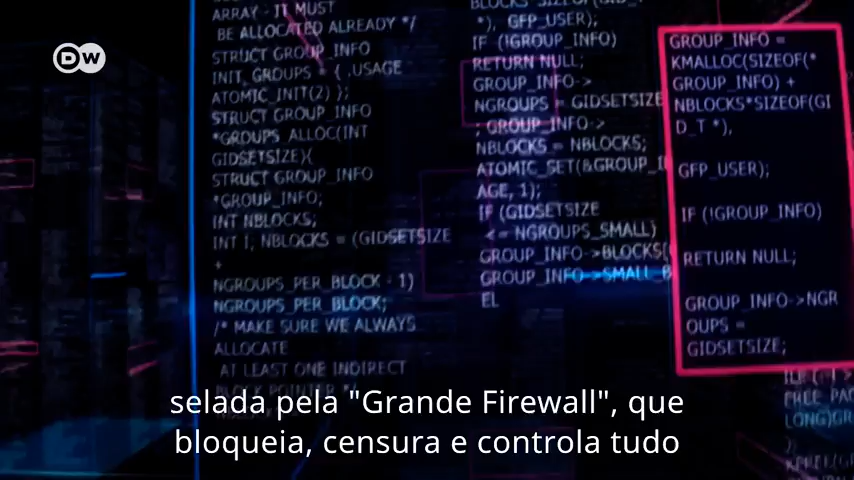 DW
ARRAY - IT MUST
BE ALLOCATED ALREADY */
STRUCT GROUP_INFO
INIT_GROUPS = { .USAGE
ATOMIC_INIT(2) };
STRUCT GROUP_INFO
*GROUPS_ALLOC(INT
GIDSETSIZE){
STRUCT GROUP_INFO
*GROUP_INFO;
INT NBLOCKS;
INT I; NBLOCKS = (GIDSETSIZE
+
NGROUPS_PER_BLOCK - 1)
NGROUPS_PER_BLOCK;
/* MAKE SURE WE ALWAYS
ALLOCATE
AT LEAST ONE INDIRECT
BLOCK POINTER */
*), GFP_USER);
IF (!GROUP_INFO)
RETURN NULL;
GROUP_INFO->
NGROUPS = GIDSETSIZE
; GROUP_INFO->
NBLOCKS = NBLOCKS;
ATOMIC_SET(&GROUP_I
AGE, 1);
IF (GIDSETSIZE
<= NGROUPS_SMALL)
GROUP_INFO->BLOCKS[
GROUP_INFO->SMALL_B
EL
GROUP_INFO =
KMALLOC(SIZEOF(*
GROUP_INFO) +
NBLOCKS*SIZEOF(GI
D_T *),
GFP_USER);
IF (!GROUP_INFO)
RETURN NULL;
GROUP_INFO->NGR
OUPS =
GIDSETSIZE;
selada pela "Grande Firewall", que
bloqueia, censura e controla tudo